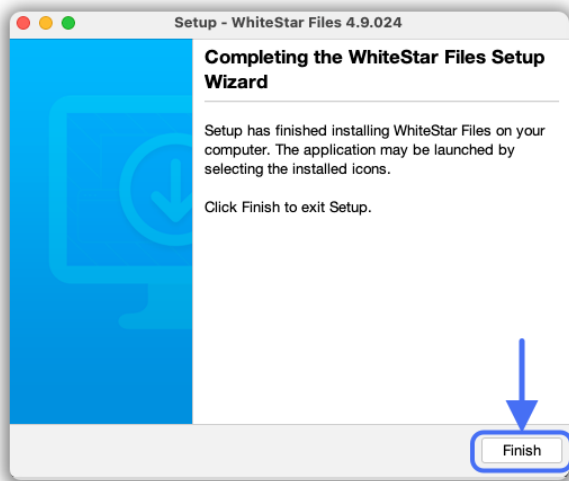 Setup - WhiteStar Files 4.9.024
Completing the WhiteStar Files Setup
Wizard
Setup has finished installing WhiteStar Files on your
computer. The application may be launched by
selecting the installed icons.
Click Finish to exit Setup.
Finish